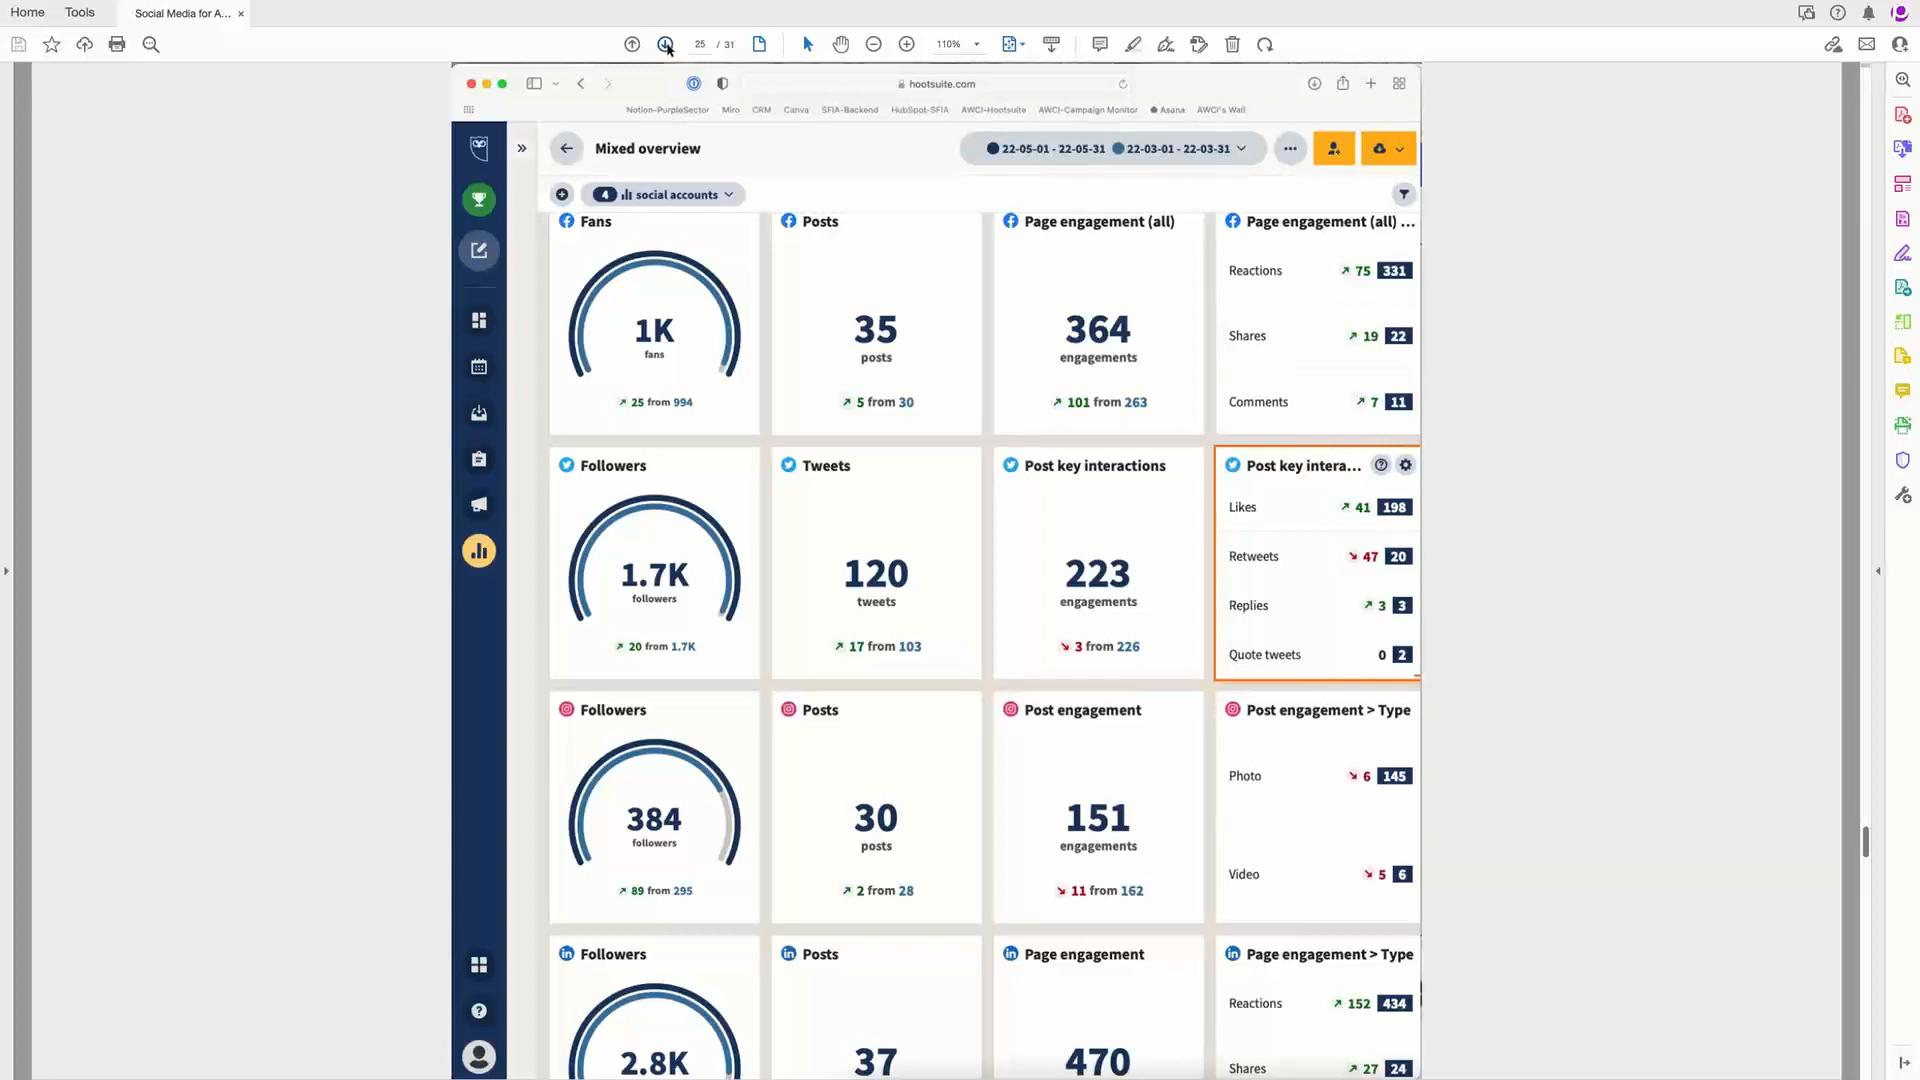 Home Tools Social Media for A... ×
25 / 31 110%
hootsuite.com
Notion-PurpleSector Miro CRM Canva SFIA-Backend HubSpot-SFIA AWCI-Hootsuite AWCI-Campaign Monitor Asana AWCI's Wall
Mixed overview 22-05-01 - 22-05-31 22-03-01 - 22-03-31
4 social accounts
Fans
1K
fans
25 from 994
Posts
35
posts
5 from 30
Page engagement (all)
364
engagements
101 from 263
Page engagement (all) ...
Reactions 75 331
Shares 19 22
Comments 7 11
Followers
1.7K
followers
20 from 1.7K
Tweets
120
tweets
17 from 103
Post key interactions
223
engagements
3 from 226
Post key intera...
Likes 41 198
Retweets 47 20
Replies 3 3
Quote tweets 0 2
Followers
384
followers
89 from 295
Posts
30
posts
2 from 28
Post engagement
151
engagements
11 from 162
Post engagement > Type
Photo 6 145
Video 5 6
Followers
2.8K
Posts
37
Page engagement
470
Page engagement > Type
Reactions 152 434
Shares 27 24